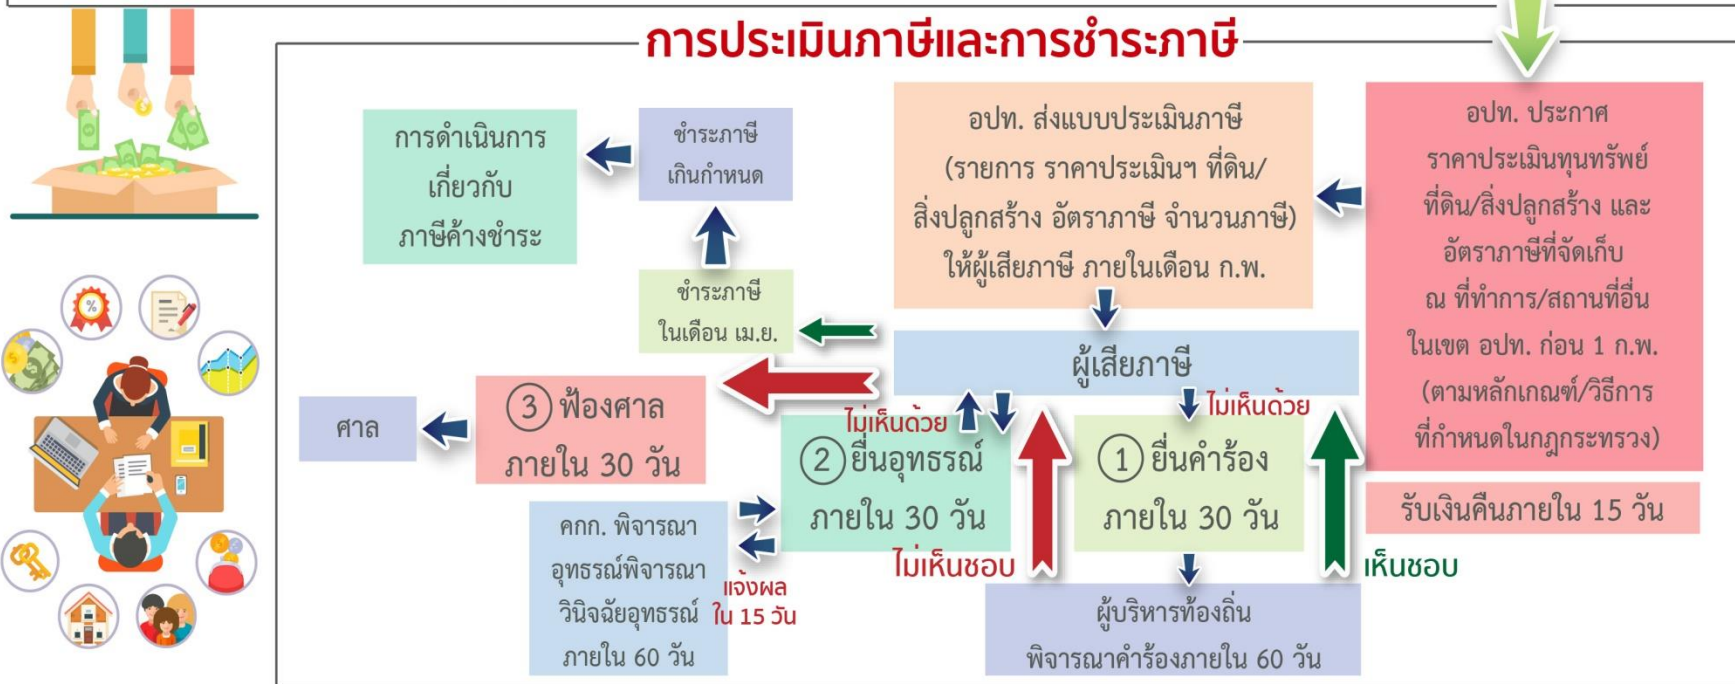 การประเมินภาษีและการชำระภาษี
อปท. ประกาศ
ราคาประเมินทุนทรัพย์
ที่ดิน/สิ่งปลูกสร้าง และ
อัตราภาษีที่จัดเก็บ
ณ ที่ทำการ/สถานที่อื่น
ในเขต อปท. ก่อน 1 ก.พ.
(ตามหลักเกณฑ์/วิธีการ
ที่กำหนดในกฎกระทรวง)
อปท. ส่งแบบประเมินภาษี
(รายการ ราคาประเมินฯ ที่ดิน/
สิ่งปลูกสร้าง อัตราภาษี จำนวนภาษี)
ให้ผู้เสียภาษี ภายในเดือน ก.พ.
ผู้เสียภาษี
ชำระภาษี
ในเดือน เม.ย.
ชำระภาษี
เกินกำหนด
การดำเนินการ
เกี่ยวกับ
ภาษีค้างชำระ
ไม่เห็นด้วย
1 ยื่นคำร้อง
ภายใน 30 วัน
ผู้บริหารท้องถิ่น
พิจารณาคำร้องภายใน 60 วัน
เห็นชอบ
รับเงินคืนภายใน 15 วัน
ไม่เห็นชอบ
2 ยื่นอุทธรณ์
ภายใน 30 วัน
คกก. พิจารณา
อุทธรณ์พิจารณา
วินิจฉัยอุทธรณ์
ภายใน 60 วัน
แจ้งผล
ใน 15 วัน
ไม่เห็นด้วย
3 ฟ้องศาล
ภายใน 30 วัน
ศาล
%